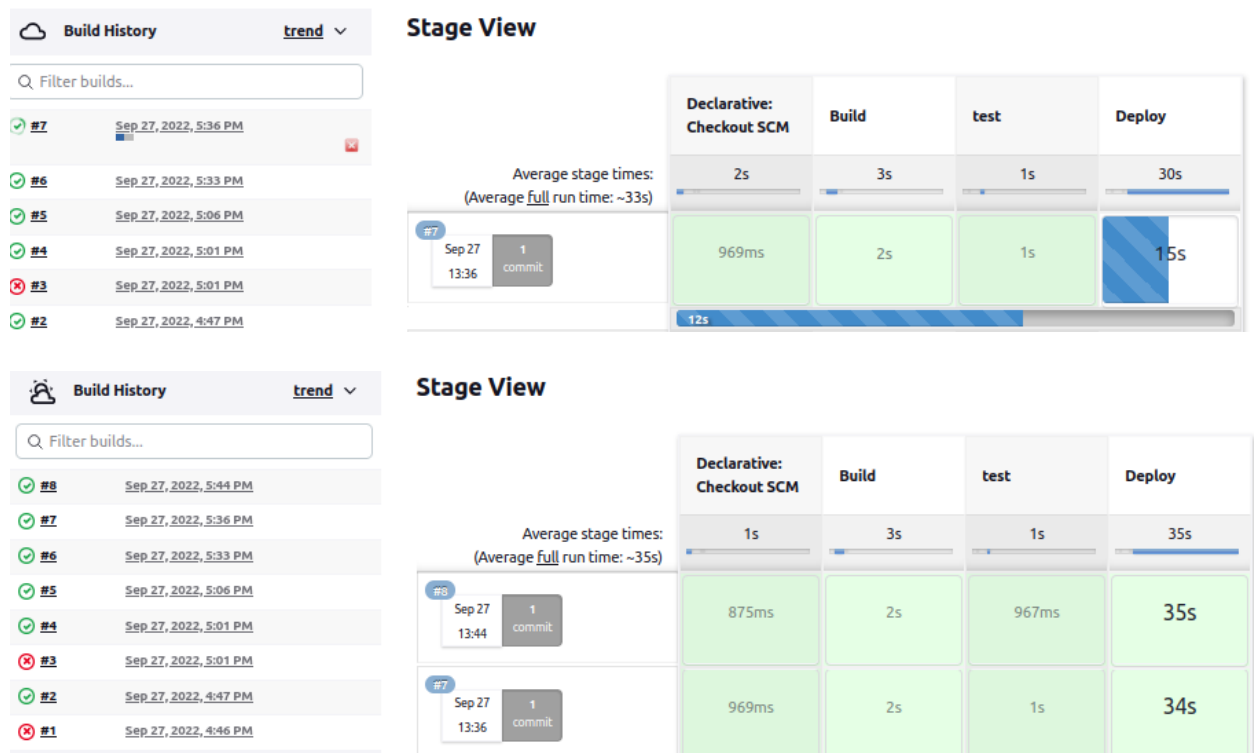 Build History trend
Filter builds...
#7 Sep 27, 2022, 5:36 PM
#6 Sep 27, 2022, 5:33 PM
#5 Sep 27, 2022, 5:06 PM
#4 Sep 27, 2022, 5:01 PM
#3 Sep 27, 2022, 5:01 PM
#2 Sep 27, 2022, 4:47 PM
Stage View
Declarative: Checkout SCM Build test Deploy
Average stage times: 2s 3s 1s 30s
(Average full run time: ~33s)
#7
Sep 27 1
13:36 commit
969ms 2s 1s 15s
12s
Build History trend
Filter builds...
#8 Sep 27, 2022, 5:44 PM
#7 Sep 27, 2022, 5:36 PM
#6 Sep 27, 2022, 5:33 PM
#5 Sep 27, 2022, 5:06 PM
#4 Sep 27, 2022, 5:01 PM
#3 Sep 27, 2022, 5:01 PM
#2 Sep 27, 2022, 4:47 PM
#1 Sep 27, 2022, 4:46 PM
Stage View
Declarative: Checkout SCM Build test Deploy
Average stage times: 1s 3s 1s 35s
(Average full run time: ~35s)
#8
Sep 27 1
13:44 commit
875ms 2s 967ms 35s
#7
Sep 27 1
13:36 commit
969ms 2s 1s 34s